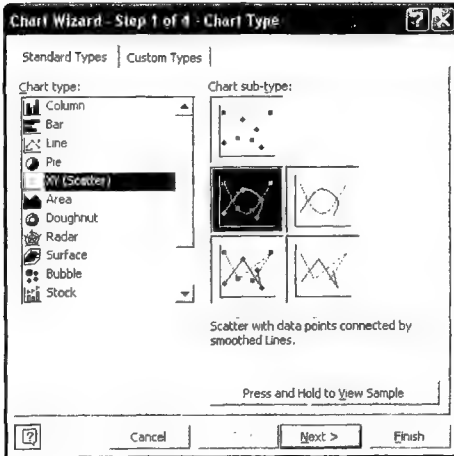 Chart Wizard - Step 1 of 4 - Chart Type
Standard Types
Custom Types
Chart type:
Chart sub-type:
Column
Bar
Line
Pie
XY (Scatter)
Area
Doughnut
Radar
Surface
Bubble
Stock
Scatter with data points connected by
smoothed Lines.
Press and Hold to View Sample
Cancel
Next >
Finish